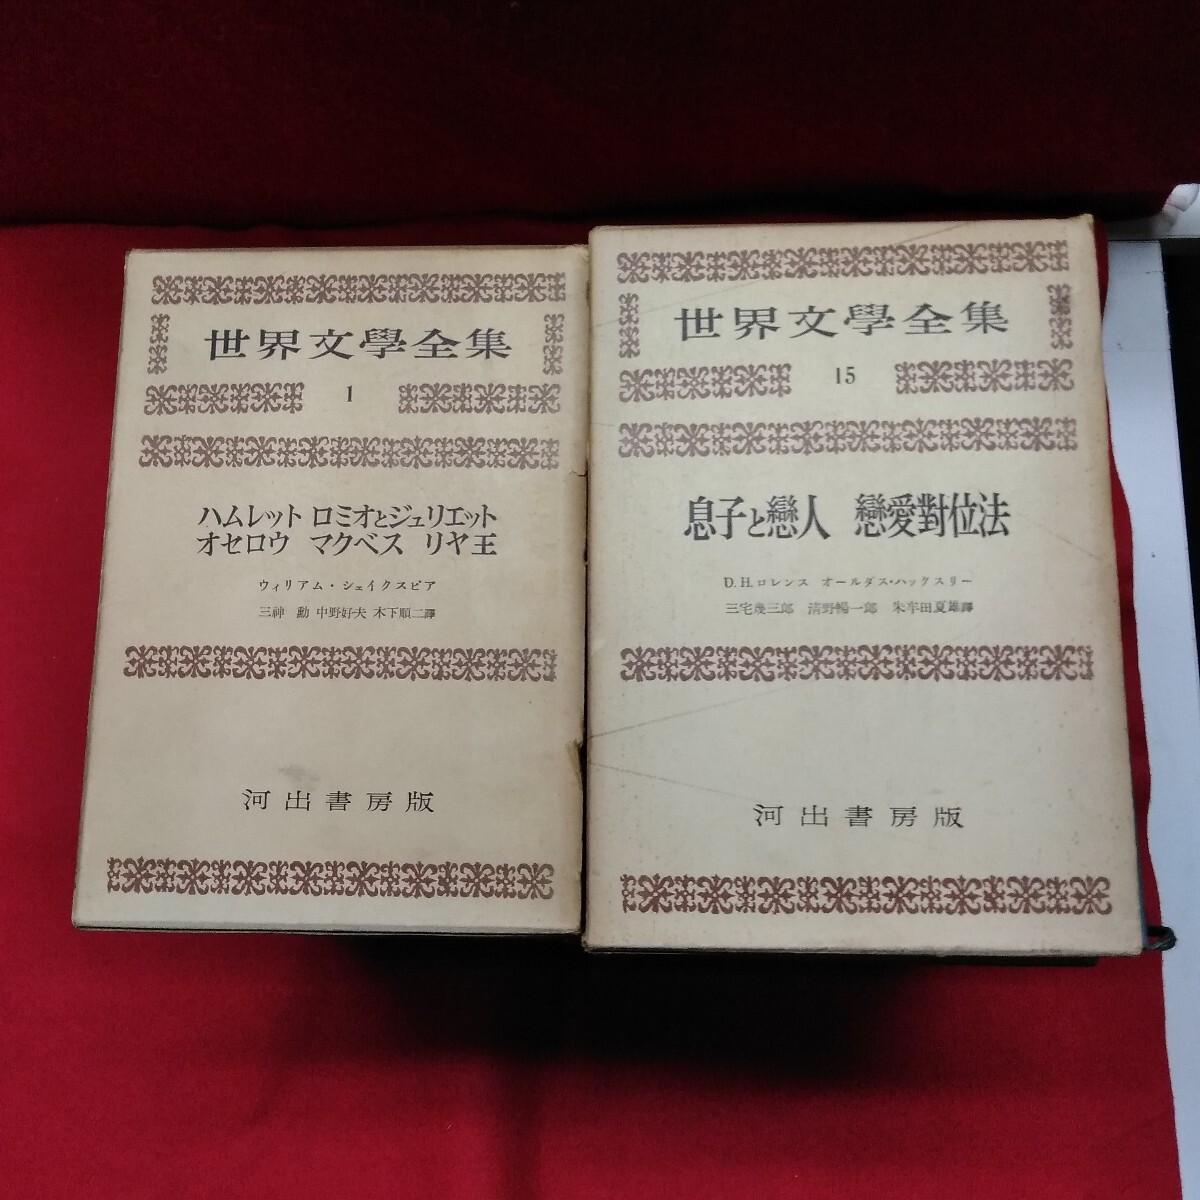 世界文學全集
1
ハムレット ロミオとジュリエット
オセロウ マクベス リヤ王
ウィリアム・シェイクスピア
三神 勳 中野好夫 木下順二譯
河出書房版
世界文學全集
15
息子と戀人 戀愛對位法
D.H.ロレンス オールダス・ハックスリー
三宅幾三郎 淸野暢一郎 朱牟田夏雄譯
河出書房版